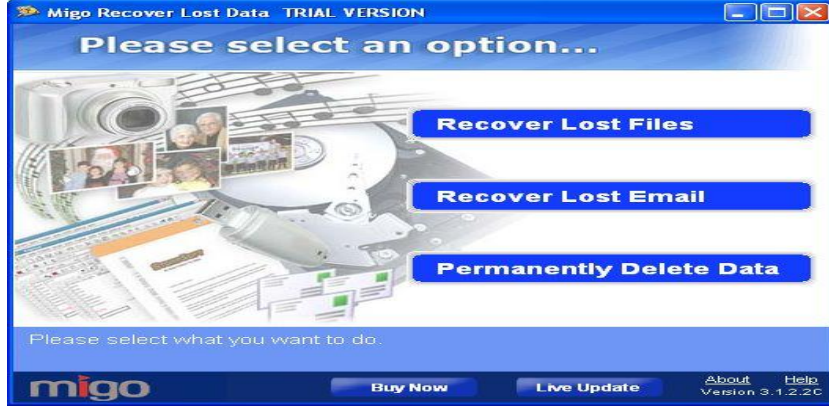 Migo Recover Lost Data TRIAL VERSION
Please select an option...
Recover Lost Files
Recover Lost Email
Permanently Delete Data
Please select what you want to do.
migo
Buy Now
Live Update
About Help
Version 3.1.2.2C